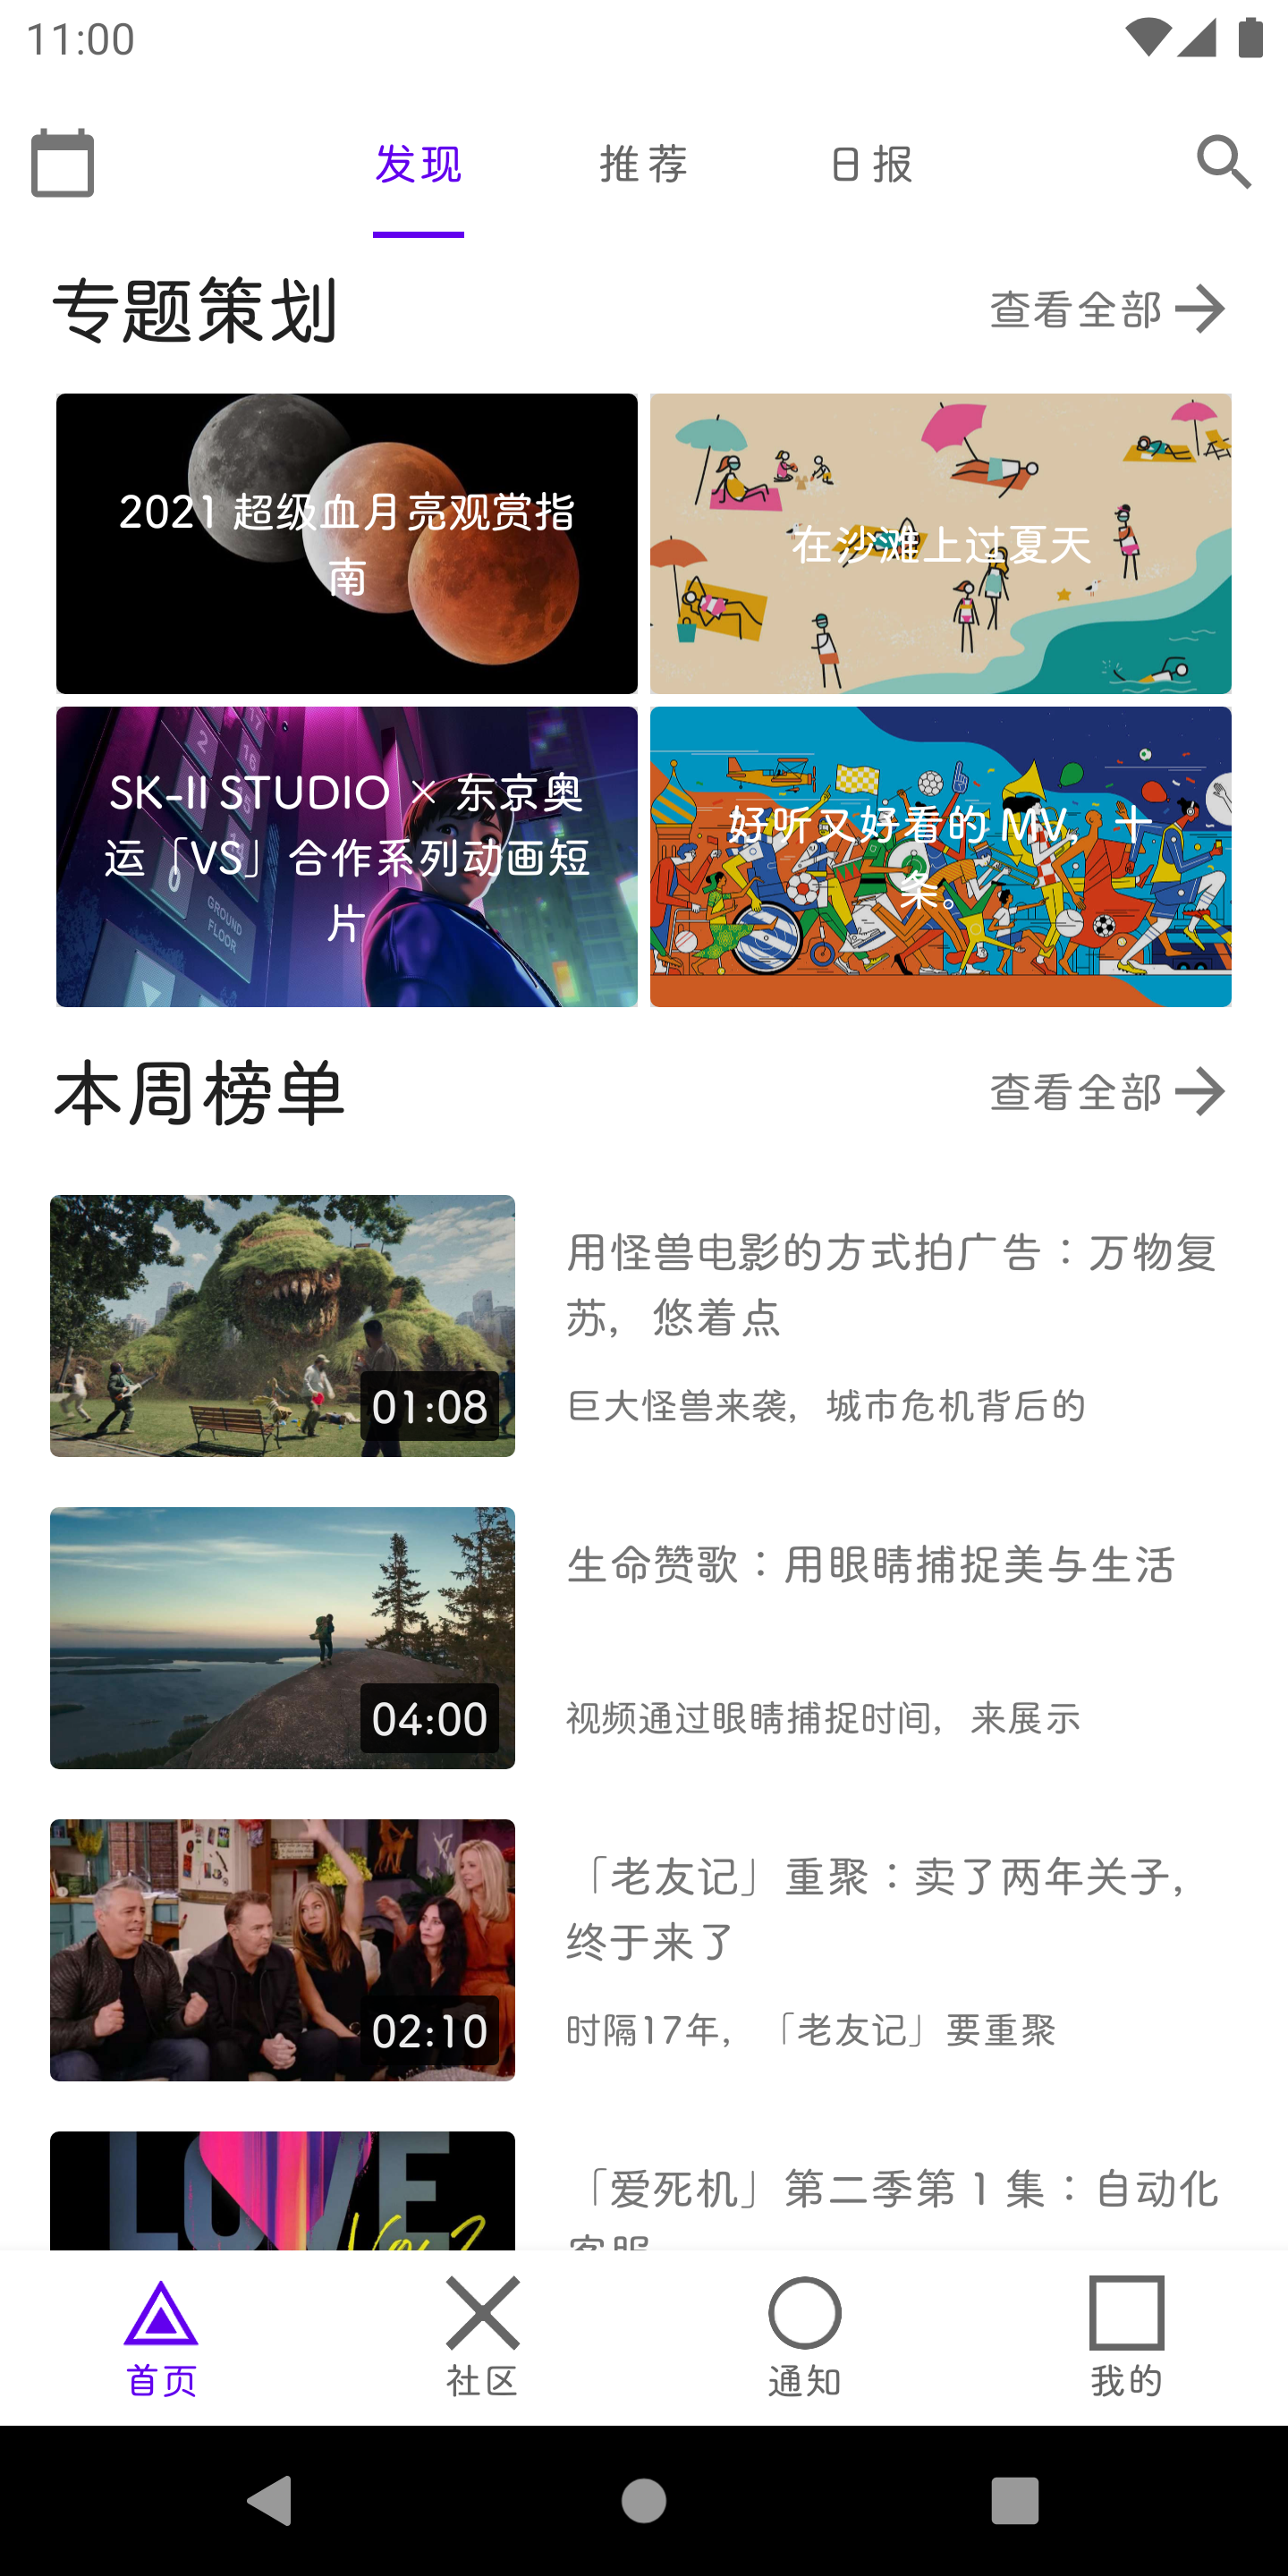 11:00
发现
推荐
日报
专题策划
查看全部
2021 超级血月亮观赏指
南
在沙滩上过夏天
SK-II STUDIO × 东京奥
运「VS」合作系列动画短
片
GROUND
FLOOR
好听又好看的 MV，十
条。
本周榜单
查看全部
01:08
用怪兽电影的方式拍广告：万物复
苏，悠着点
巨大怪兽来袭，城市危机背后的
04:00
生命赞歌：用眼睛捕捉美与生活
视频通过眼睛捕捉时间，来展示
02:10
「老友记」重聚：卖了两年关子，
终于来了
时隔17年，「老友记」要重聚
LOVE
Vol.2
「爱死机」第二季第 1 集：自动化
客服
首页
社区
通知
我的